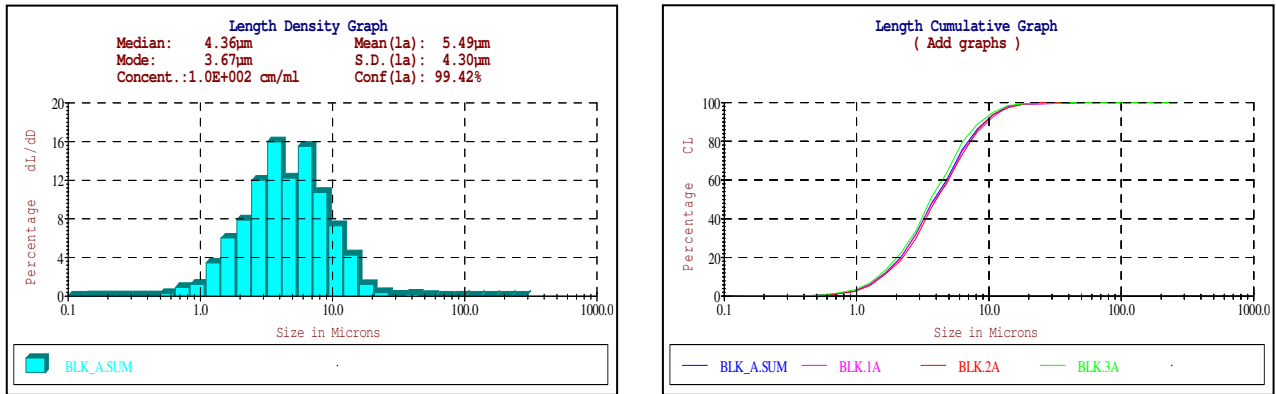 Length Density Graph
Median: 4.36µm Mean(la): 5.49µm
Mode: 3.67µm S.D.(la): 4.30µm
Concent.:1.0E+002 cm/ml Conf(la): 99.42%
Percentage dL/dD
20
16
12
8
4
0
0.1 1.0 10.0 100.0 1000.0
Size in Microns
BLK_A.SUM
Length Cumulative Graph
( Add graphs )
Percentage CL
100
80
60
40
20
0
0.1 1.0 10.0 100.0 1000.0
Size in Microns
BLK_A.SUM BLK.1A BLK.2A BLK.3A